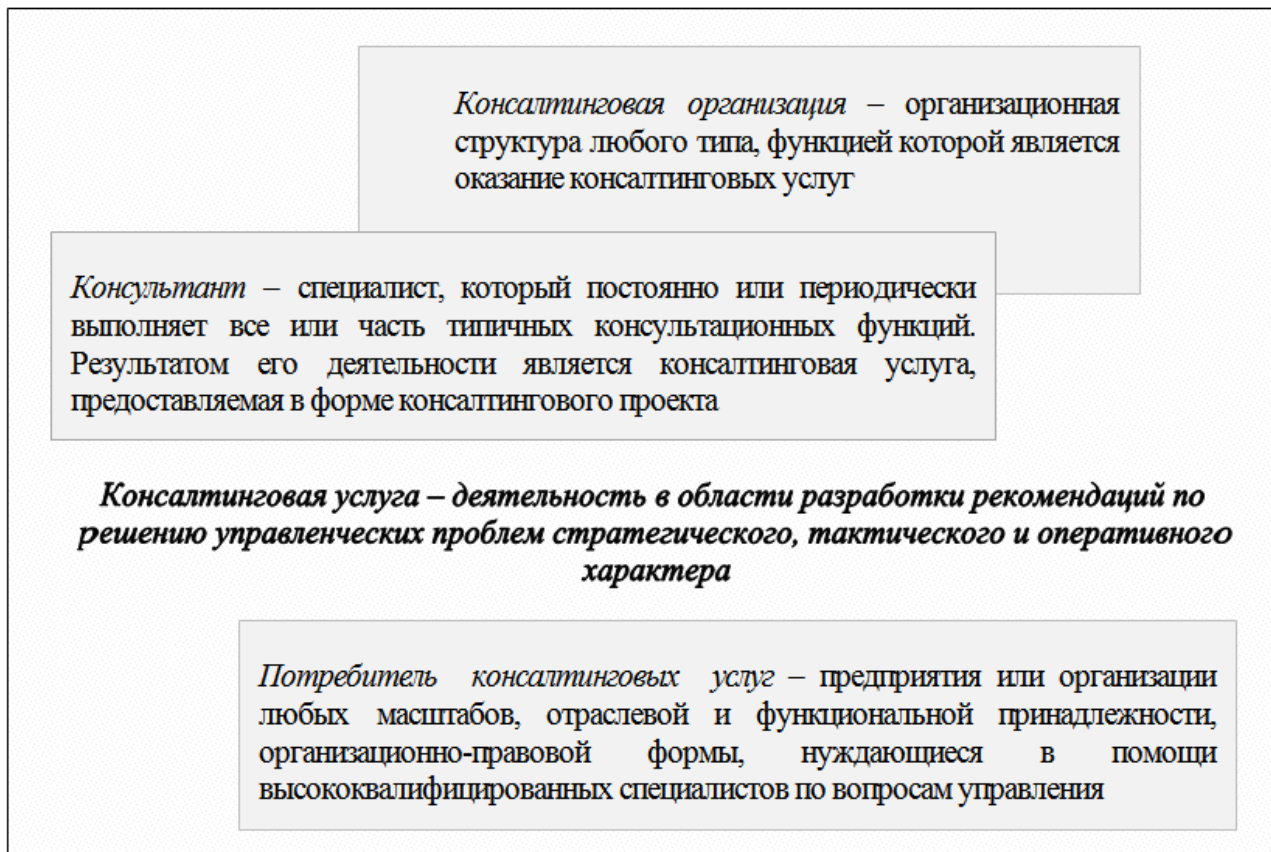 Консалтинговая организация – организационная
структура любого типа, функцией которой является
оказание консалтинговых услуг
Консультант – специалист, который постоянно или периодически
выполняет все или часть типичных консультационных функций.
Результатом его деятельности является консалтинговая услуга,
предоставляемая в форме консалтингового проекта
Консалтинговая услуга – деятельность в области разработки рекомендаций по
решению управленческих проблем стратегического, тактического и оперативного
характера
Потребитель консалтинговых услуг – предприятия или организации
любых масштабов, отраслевой и функциональной принадлежности,
организационно-правовой формы, нуждающиеся в помощи
высококвалифицированных специалистов по вопросам управления